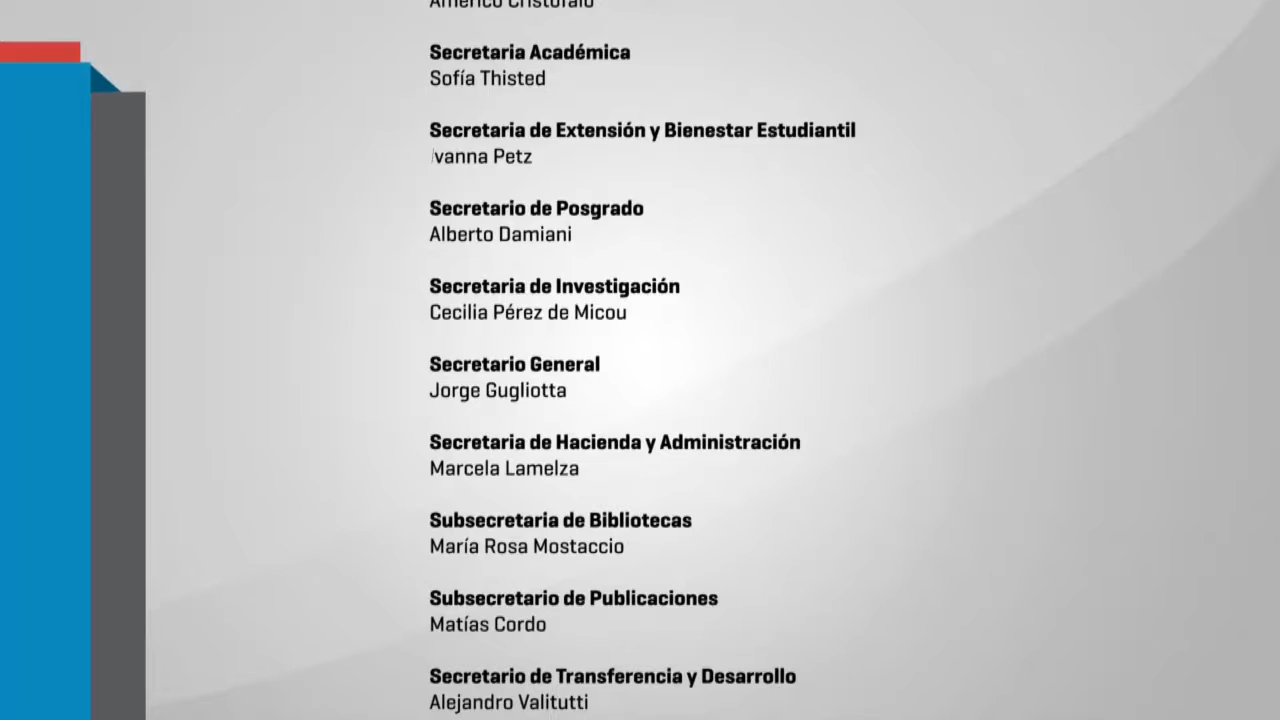 Américo Cristófalo
Secretaria Académica
Sofía Thisted
Secretaria de Extensión y Bienestar Estudiantil
Ivanna Petz
Secretario de Posgrado
Alberto Damiani
Secretaria de Investigación
Cecilia Pérez de Micou
Secretario General
Jorge Gugliotta
Secretaria de Hacienda y Administración
Marcela Lamelza
Subsecretaria de Bibliotecas
María Rosa Mostaccio
Subsecretario de Publicaciones
Matías Cordo
Secretario de Transferencia y Desarrollo
Alejandro Valitutti